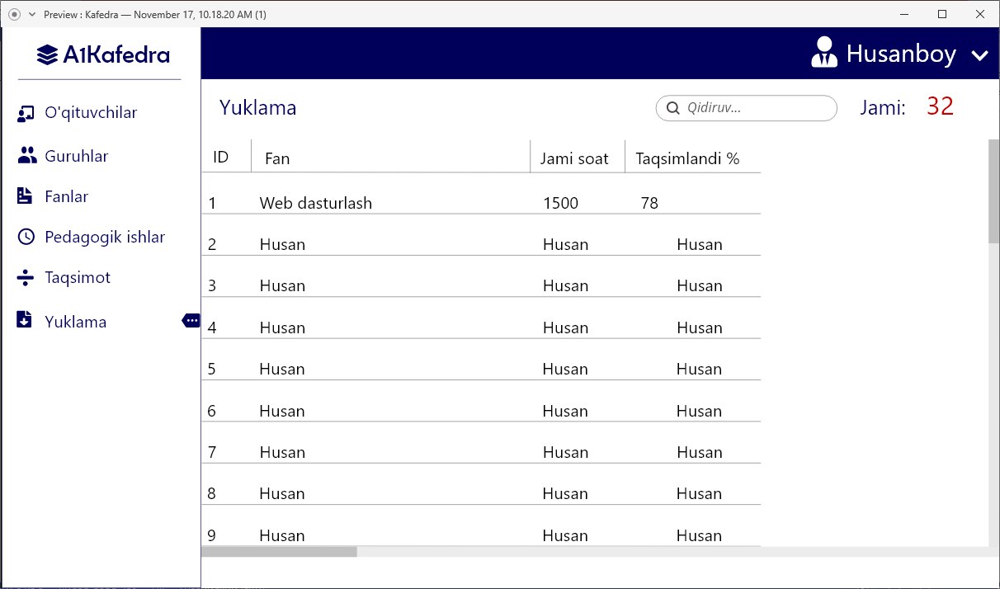 Preview : Kafedra — November 17, 10.18.20 AM (1)
A1Kafedra
Husanboy
O'qituvchilar
Guruhlar
Fanlar
Pedagogik ishlar
Taqsimot
Yuklama
Yuklama
Qidiruv...
Jami: 32
ID Fan Jami soat Taqsimlandi %
1 Web dasturlash 1500 78
2 Husan Husan Husan
3 Husan Husan Husan
4 Husan Husan Husan
5 Husan Husan Husan
6 Husan Husan Husan
7 Husan Husan Husan
8 Husan Husan Husan
9 Husan Husan Husan